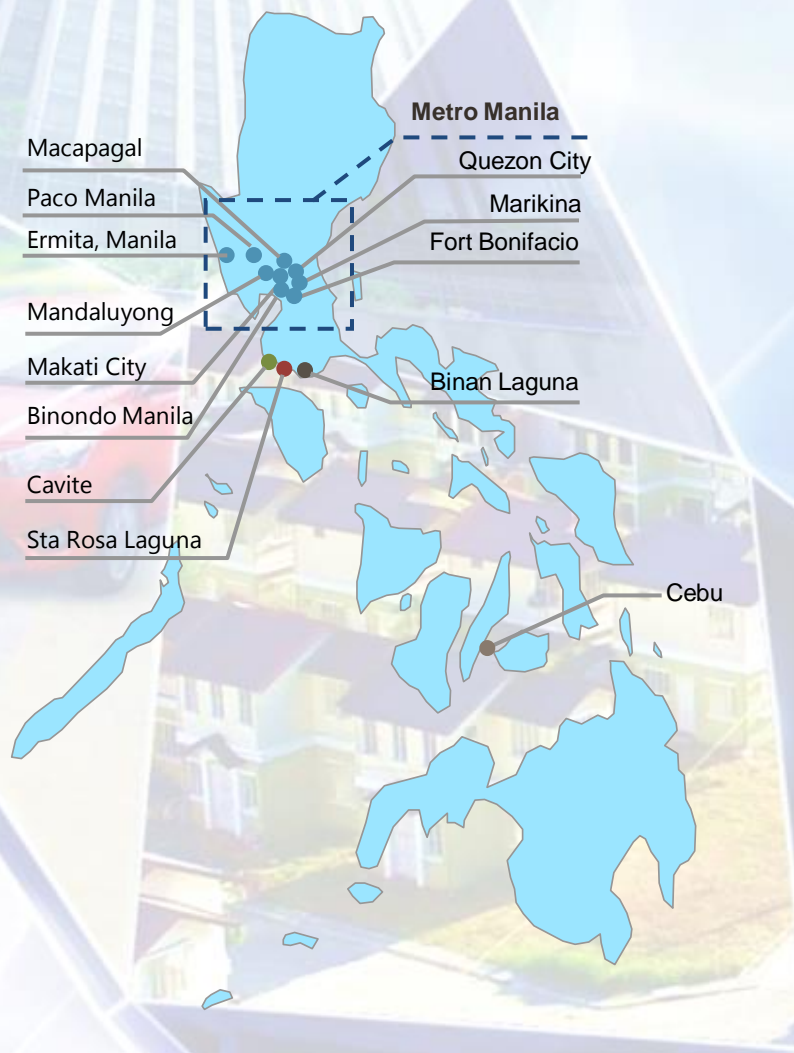 Metro Manila
Macapagal
Quezon City
Paco Manila
Marikina
Ermita, Manila
Fort Bonifacio
Mandaluyong
Makati City
Binan Laguna
Binondo Manila
Cavite
Sta Rosa Laguna
Cebu